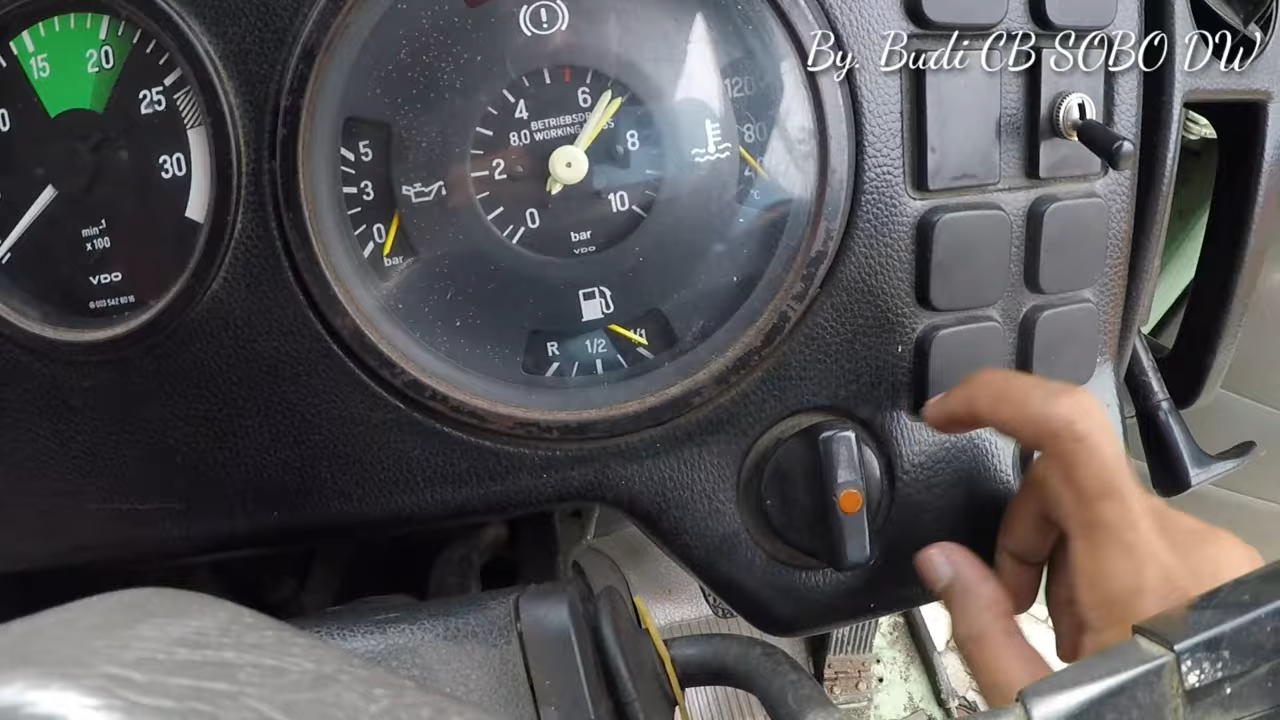 By. Budi CB SOBO DW
15
20
25
30
min-1
x100
VDO
5
3
0
bar
0
2
4
6
8
10
8,0
BETRIEBSDR
WORKING
bar
VDO
120
80
°C
R 1/2 1/1